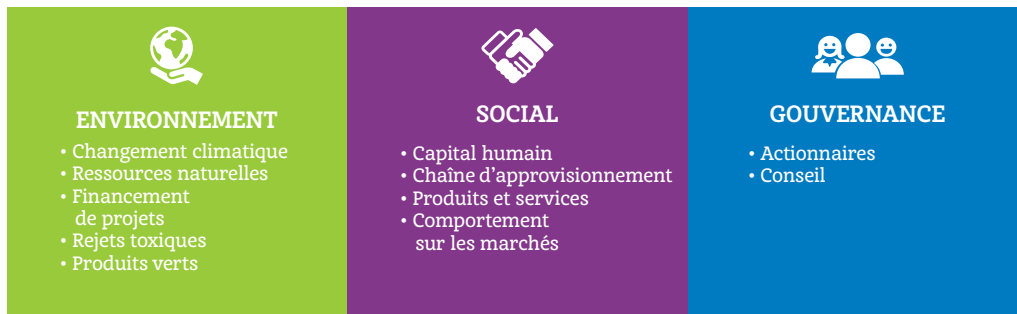 ENVIRONNEMENT
• Changement climatique
• Ressources naturelles
• Financement
de projets
• Rejets toxiques
• Produits verts
SOCIAL
• Capital humain
• Chaîne d’approvisionnement
• Produits et services
• Comportement
sur les marchés
GOUVERNANCE
• Actionnaires
• Conseil